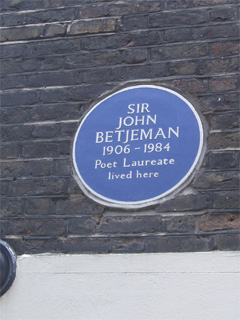 SIR
JOHN
BETJEMAN
1906-1984
Poet Laureate
lived here